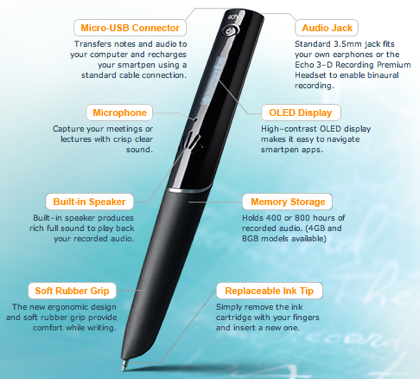 Micro-USB Connector
Transfers notes and audio to
your computer and recharges
your smartpen using a
standard cable connection.
Audio Jack
Standard 3.5mm jack fits
your own earphones or the
Echo 3-D Recording Premium
Headset to enable binaural
recording.
Microphone
Capture your meetings or
lectures with crisp clear
sound.
OLED Display
High-contrast OLED display
makes it easy to navigate
smartpen apps.
Built-in Speaker
Built-in speaker produces
rich full sound to play back
your recorded audio.
Memory Storage
Holds 400 or 800 hours of
recorded audio. (4GB and
8GB models available)
Soft Rubber Grip
The new ergonomic design
and soft rubber grip provide
comfort while writing.
Replaceable Ink Tip
Simply remove the ink
cartridge with your fingers
and insert a new one.